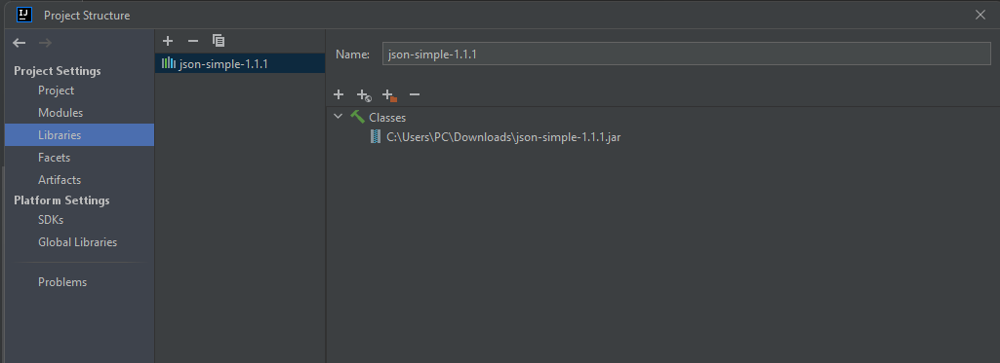 IJ
Project Structure
Project Settings
Project
Modules
Libraries
Facets
Artifacts
Platform Settings
SDKs
Global Libraries
Problems
json-simple-1.1.1
Name: json-simple-1.1.1
Classes
C:\Users\PC\Downloads\json-simple-1.1.1.jar